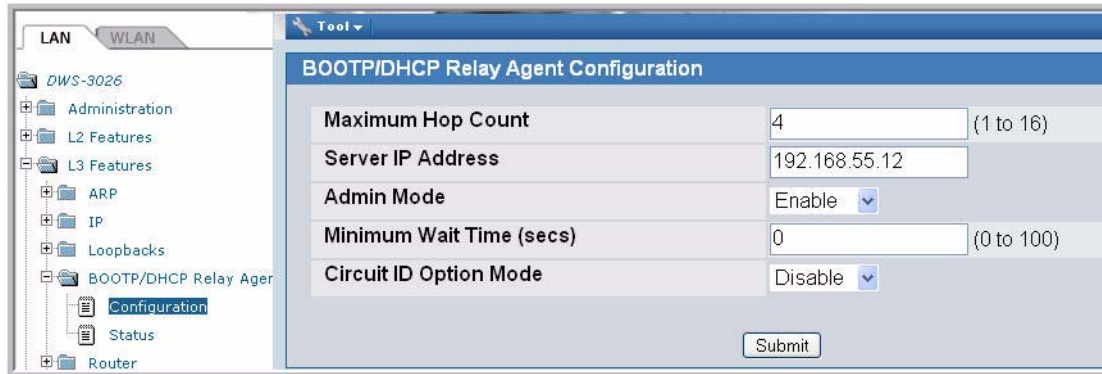 LAN
WLAN
Tool
DWS-3026
Administration
L2 Features
L3 Features
ARP
IP
Loopbacks
BOOTP/DHCP Relay Ager
Configuration
Status
Router
BOOTP/DHCP Relay Agent Configuration
Maximum Hop Count 4 (1 to 16)
Server IP Address 192.168.55.12
Admin Mode Enable
Minimum Wait Time (secs) 0 (0 to 100)
Circuit ID Option Mode Disable
Submit